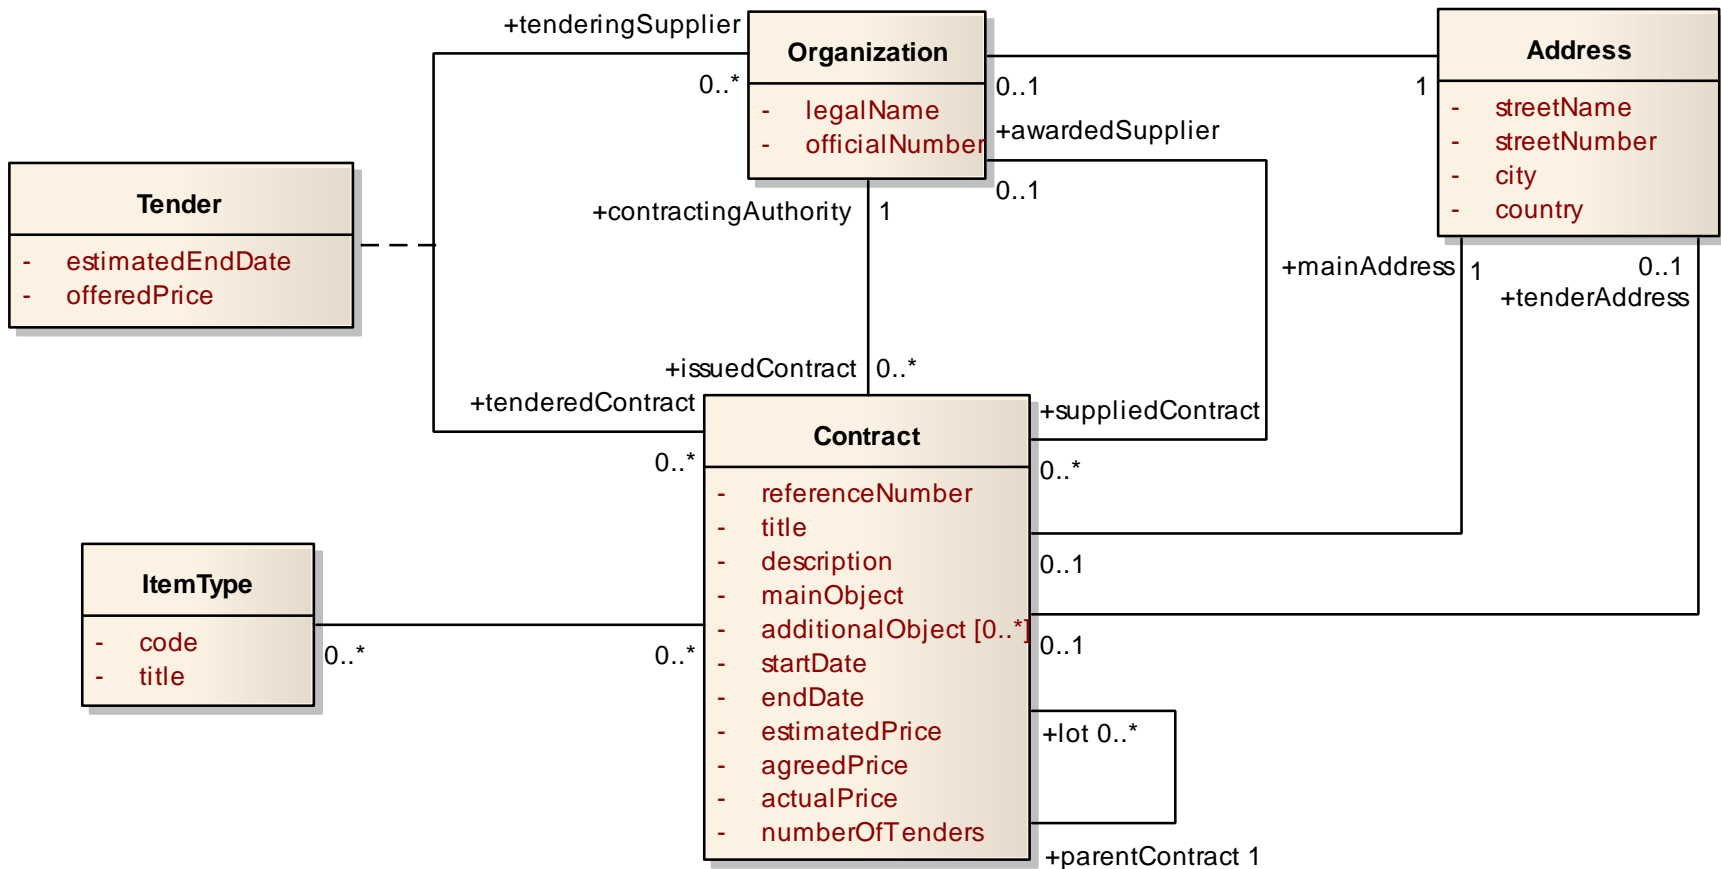 +tenderingSupplier
0..*
Organization
- legalName
- officialNumber
0..1
1
Address
- streetName
- streetNumber
- city
- country
+awardedSupplier
0..1
Tender
- estimatedEndDate
- offeredPrice
+contractingAuthority 1
+mainAddress 1
0..1
+tenderAddress
+issuedContract 0..*
+tenderedContract
0..*
+suppliedContract
0..*
Contract
- referenceNumber
- title
- description
- mainObject
- additionalObject [0..*]
- startDate
- endDate
- estimatedPrice
- agreedPrice
- actualPrice
- numberOfTenders
0..1
0..1
ItemType
- code
- title
0..*
0..*
+lot 0..*
+parentContract 1